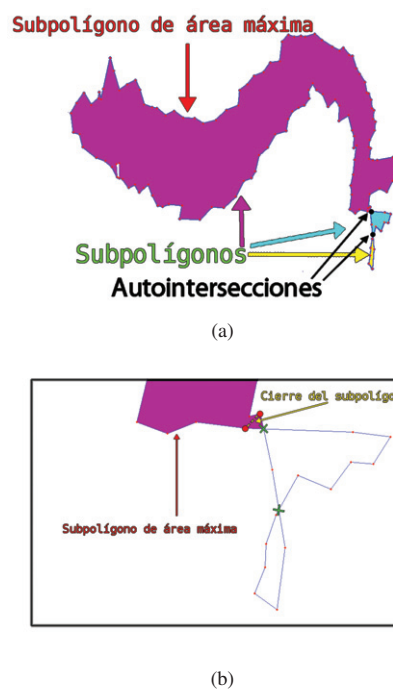 Subpolígono de área máxima
Subpolígonos
Autointersecciones
(a)
Cierre del subpolígo
Subpolígono de área máxima
(b)